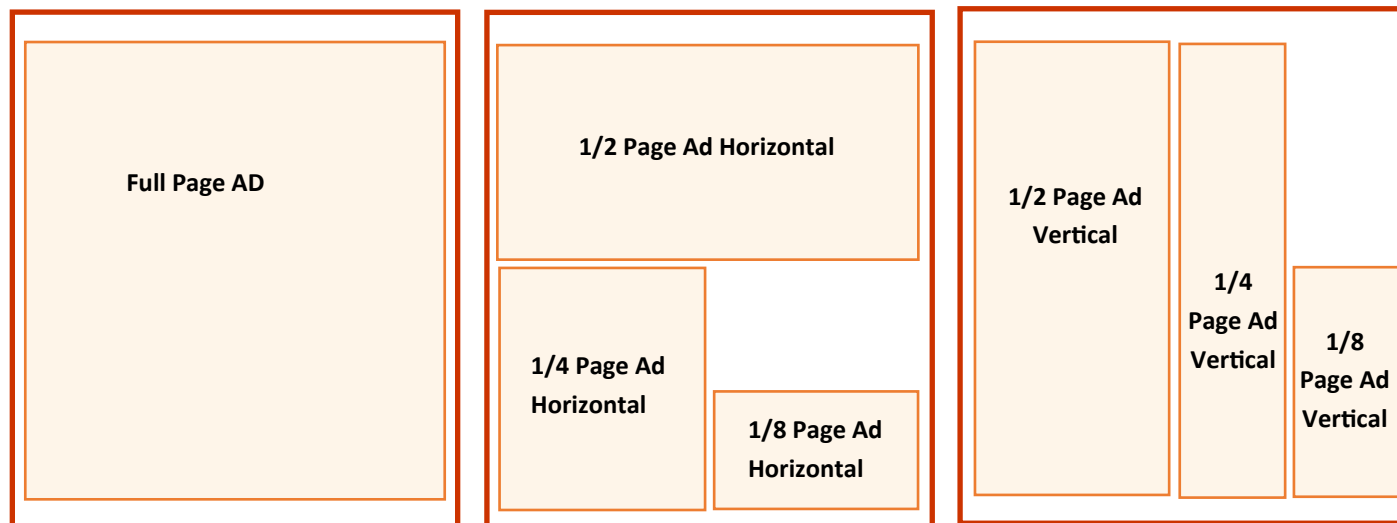 Full Page AD
1/2 Page Ad Horizontal
1/4 Page Ad
Horizontal
1/8 Page Ad
Horizontal
1/2 Page Ad
Vertical
1/4
Page Ad
Vertical
1/8
Page Ad
Vertical